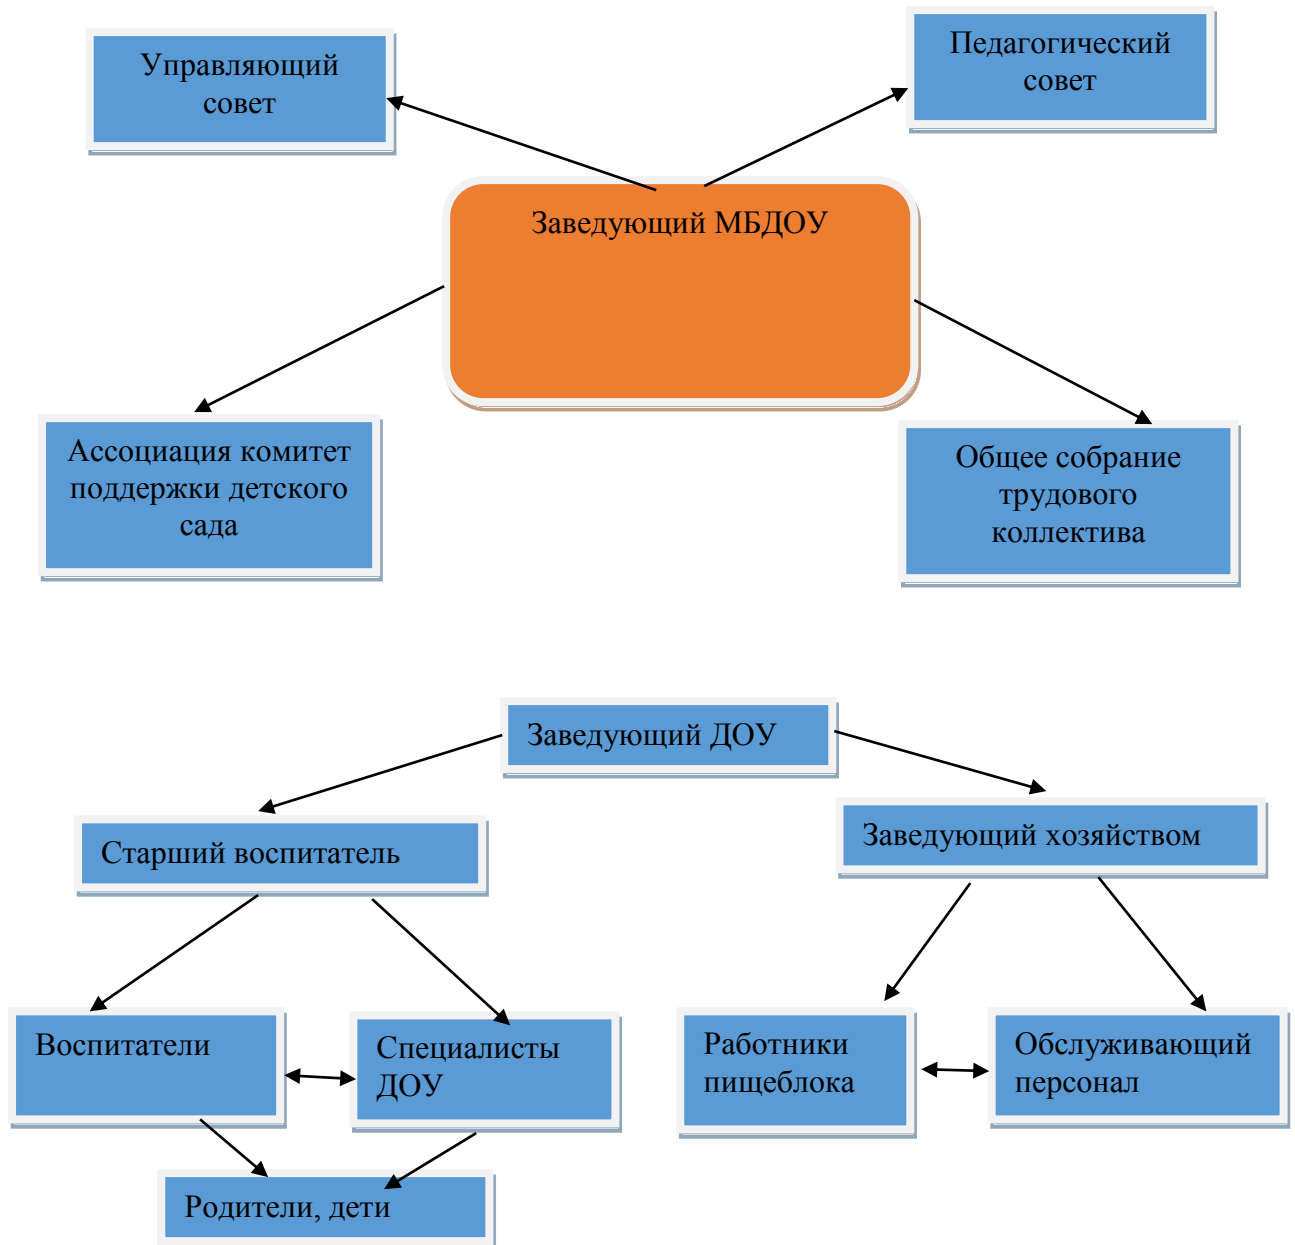 Управляющий
совет
Педагогический
совет
Заведующий МБДОУ
Ассоциация комитет
поддержки детского
сада
Общее собрание
трудового
коллектива
Заведующий ДОУ
Старший воспитатель
Заведующий хозяйством
Воспитатели
Специалисты
ДОУ
Работники
пищеблока
Обслуживающий
персонал
Родители, дети